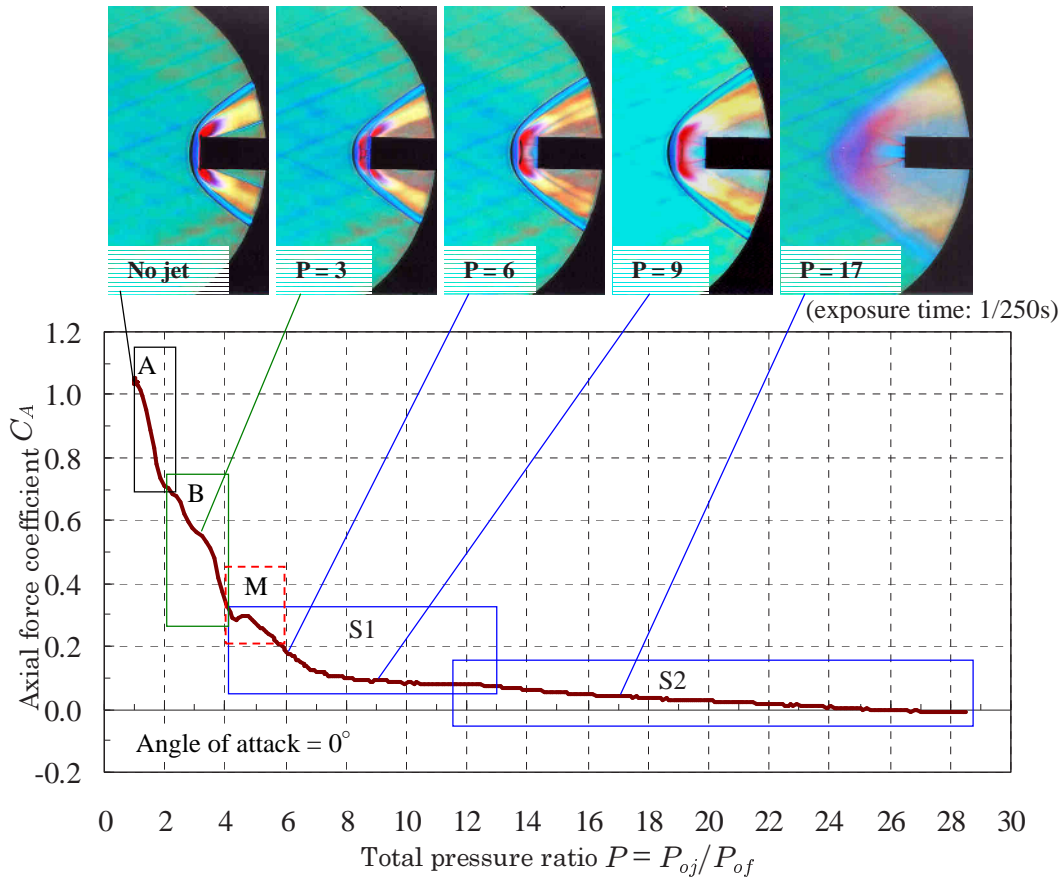 No jet
P = 3
P = 6
P = 9
P = 17
(exposure time: 1/250s)
1.2
1.0
0.8
0.6
0.4
0.2
0.0
-0.2
Axial force coefficient C_A
A
B
M
S1
S2
Angle of attack = 0°
0 2 4 6 8 10 12 14 16 18 20 22 24 26 28 30
Total pressure ratio P = P_oj/P_of